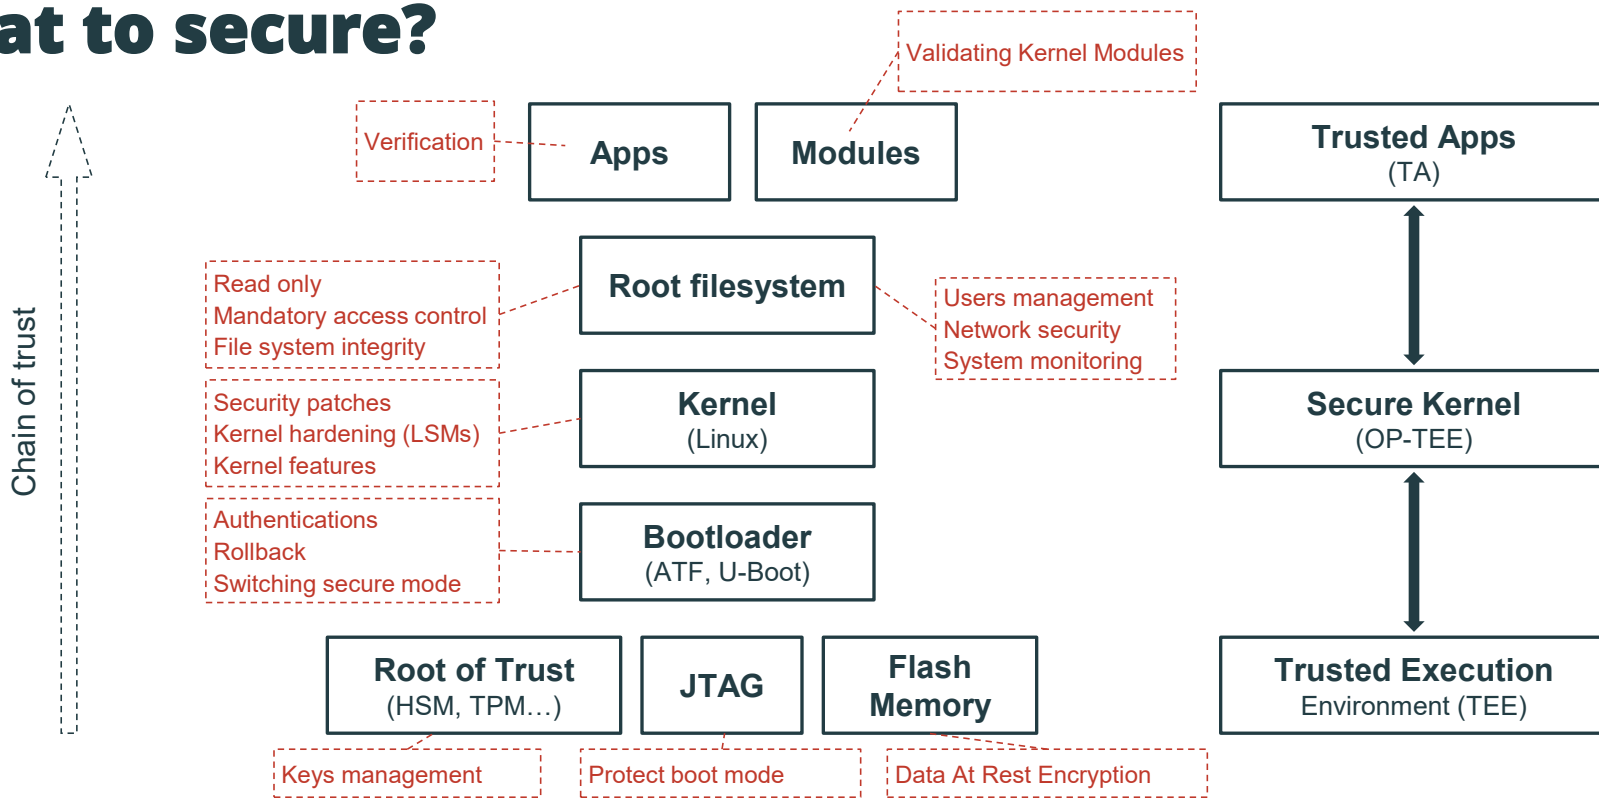 at to secure?
Validating Kernel Modules
Verification
Apps
Modules
Trusted Apps
(TA)
Root filesystem
Read only
Mandatory access control
File system integrity
Users management
Network security
System monitoring
Chain of trust
Security patches
Kernel hardening (LSMs)
Kernel features
Kernel
(Linux)
Secure Kernel
(OP-TEE)
Authentications
Rollback
Switching secure mode
Bootloader
(ATF, U-Boot)
Root of Trust
(HSM, TPM…)
JTAG
Flash
Memory
Trusted Execution
Environment (TEE)
Keys management
Protect boot mode
Data At Rest Encryption